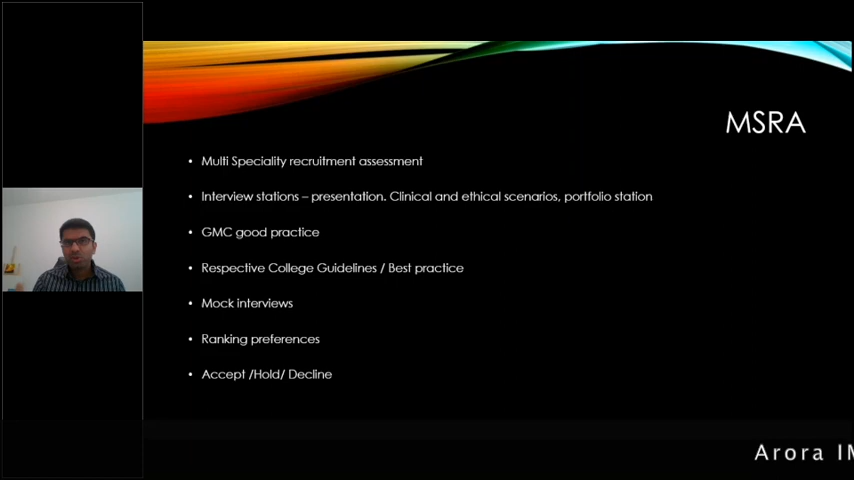 MSRA
Multi Speciality recruitment assessment
Interview stations – presentation. Clinical and ethical scenarios, portfolio station
GMC good practice
Respective College Guidelines / Best practice
Mock interviews
Ranking preferences
Accept /Hold/ Decline
Arora